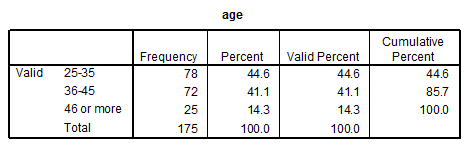 age
Frequency Percent Valid Percent Cumulative Percent
Valid 25-35 78 44.6 44.6 44.6
36-45 72 41.1 41.1 85.7
46 or more 25 14.3 14.3 100.0
Total 175 100.0 100.0